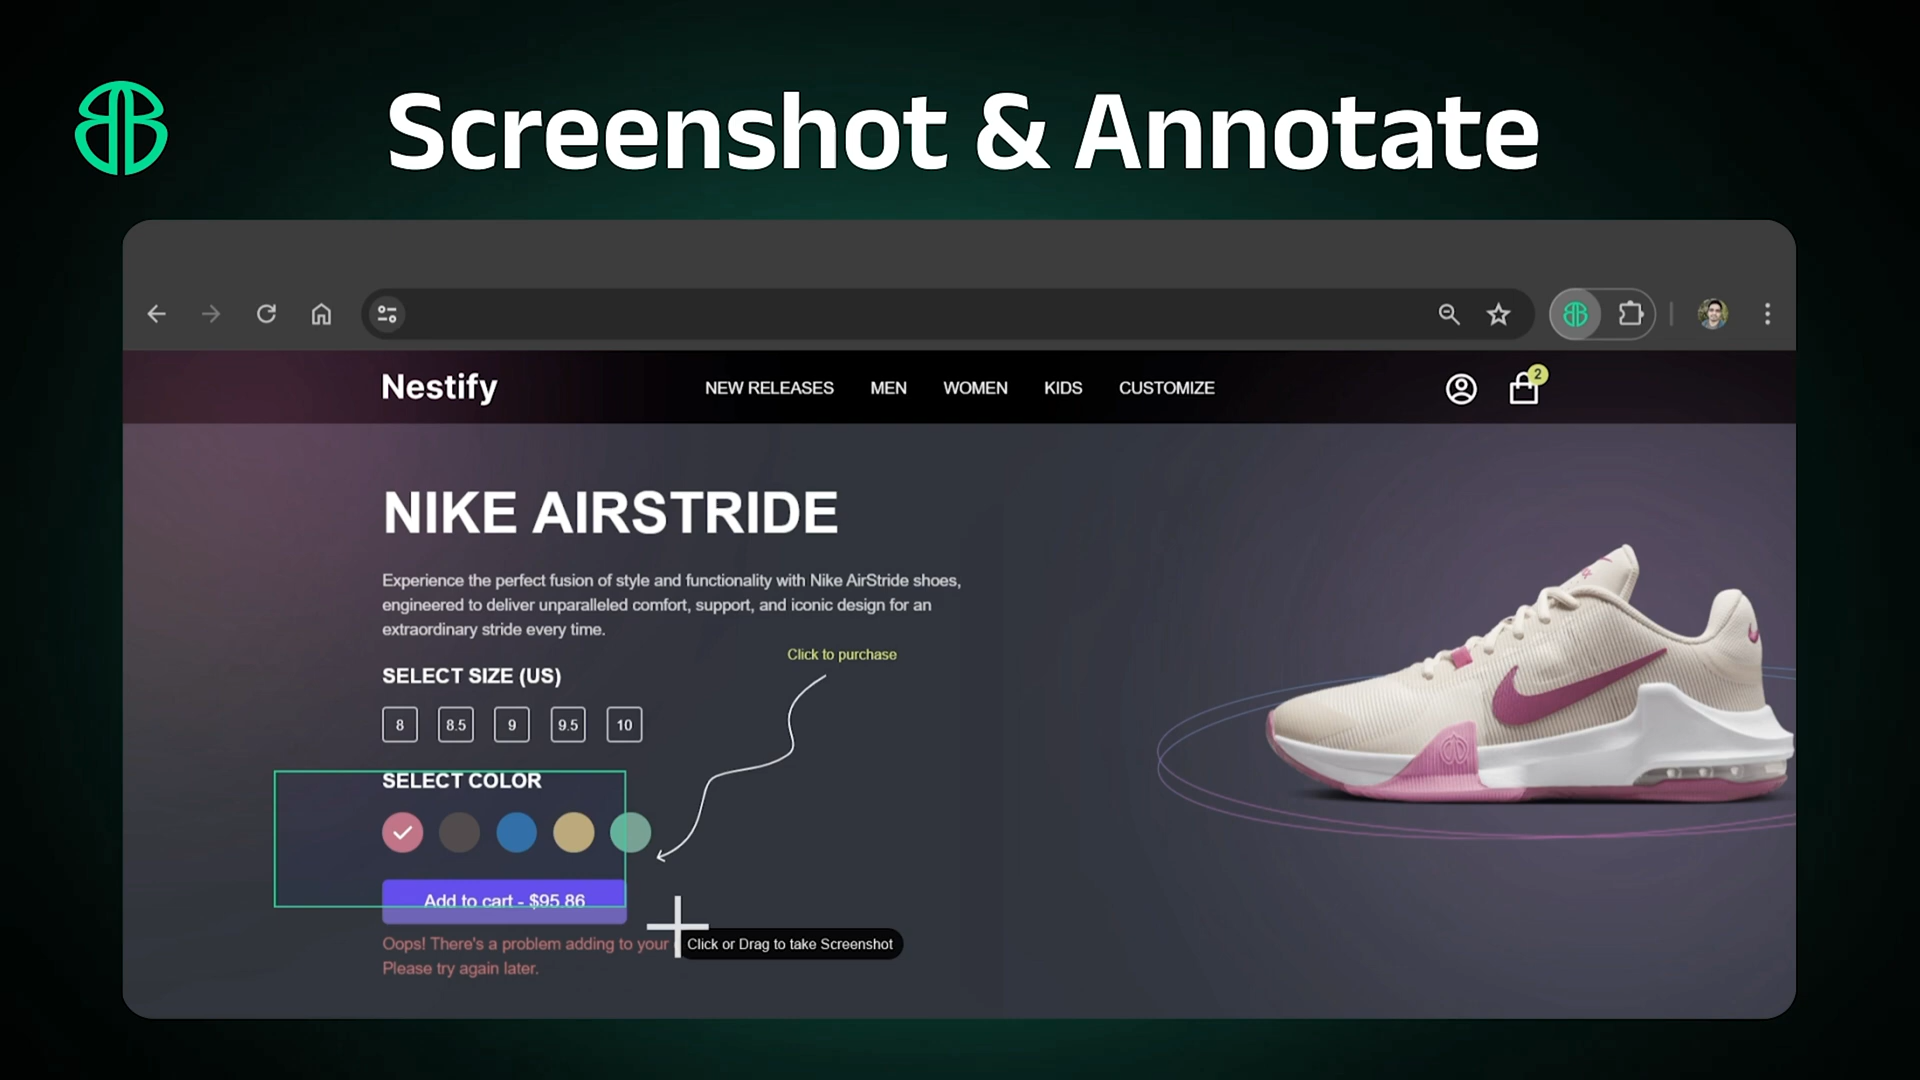 Screenshot & Annotate
Nestify
NEW RELEASES MEN WOMEN KIDS CUSTOMIZE
2
NIKE AIRSTRIDE
Experience the perfect fusion of style and functionality with Nike AirStride shoes,
engineered to deliver unparalleled comfort, support, and iconic design for an
extraordinary stride every time.
Click to purchase
SELECT SIZE (US)
8 8.5 9 9.5 10
SELECT COLOR
Add to cart - $95.86
Oops! There's a problem adding to your
Click or Drag to take Screenshot
Please try again later.